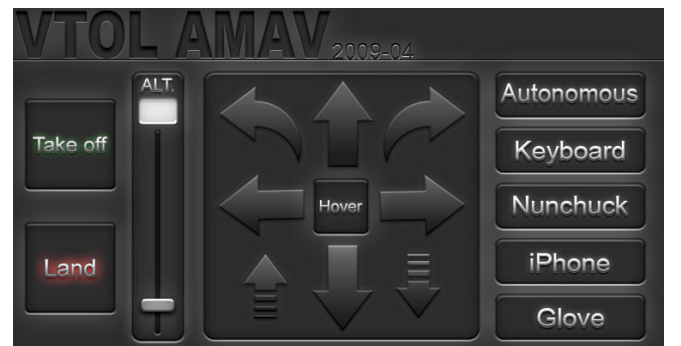 VTOL AMAV 2009-04
ALT.
Take off
Land
Hover
Autonomous
Keyboard
Nunchuck
iPhone
Glove